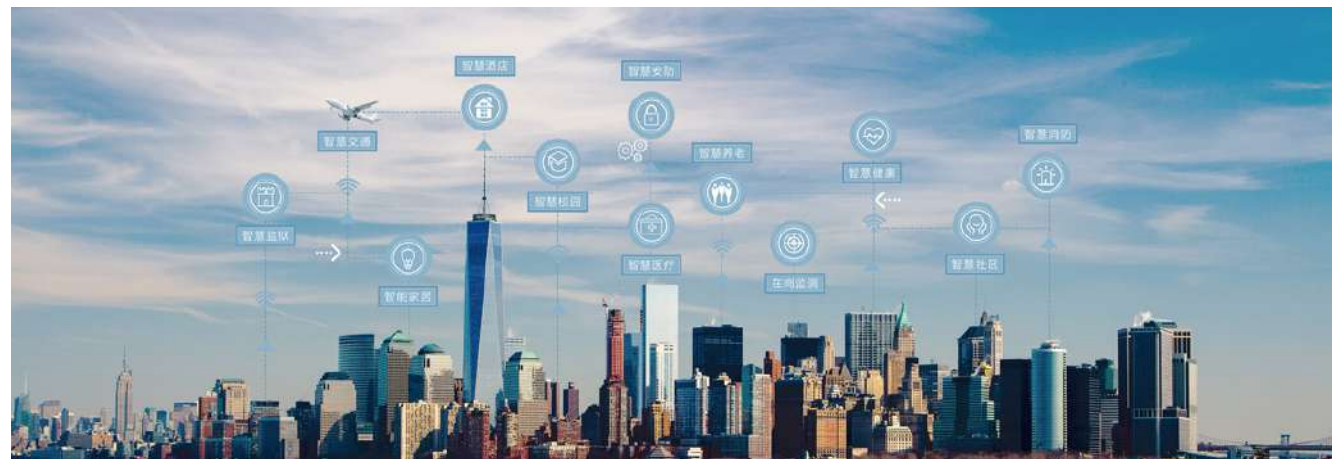 智慧酒店
智慧安防
智慧交通
智慧消防
智慧养老
智慧健康
智慧校园
智慧监狱
智慧医疗
智慧社区
在间监测
智能家居